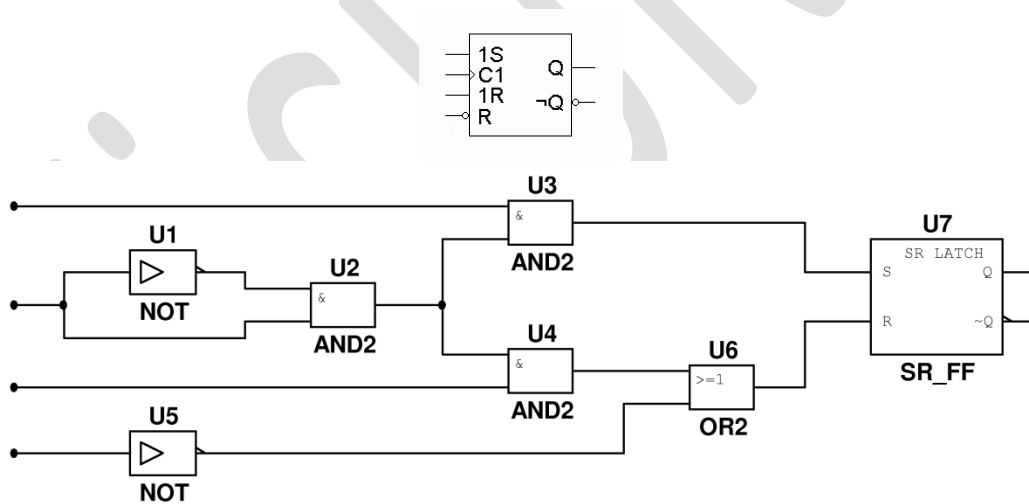 1S
C1
1R
R
Q
¬Q
U3
&
AND2
U1
NOT
U2
&
AND2
U4
&
AND2
U5
NOT
U6
>=1
OR2
U7
SR LATCH
S Q
R ~Q
SR_FF